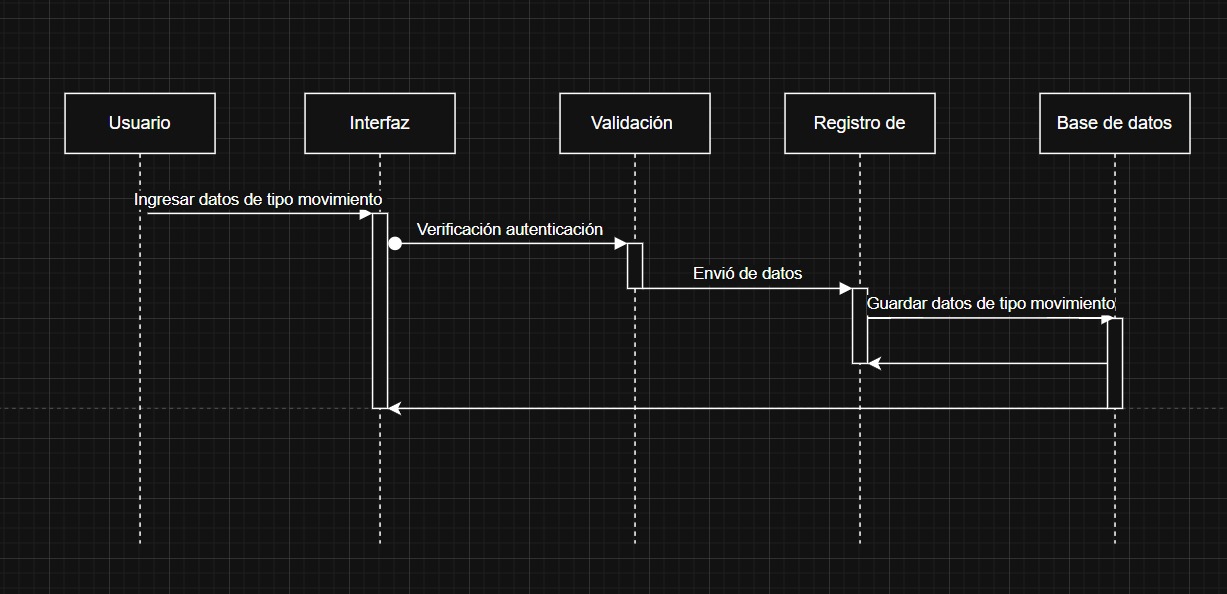 Usuario
Interfaz
Validación
Registro de
Base de datos
Ingresar datos de tipo movimiento
Verificación autenticación
Envió de datos
Guardar datos de tipo movimiento